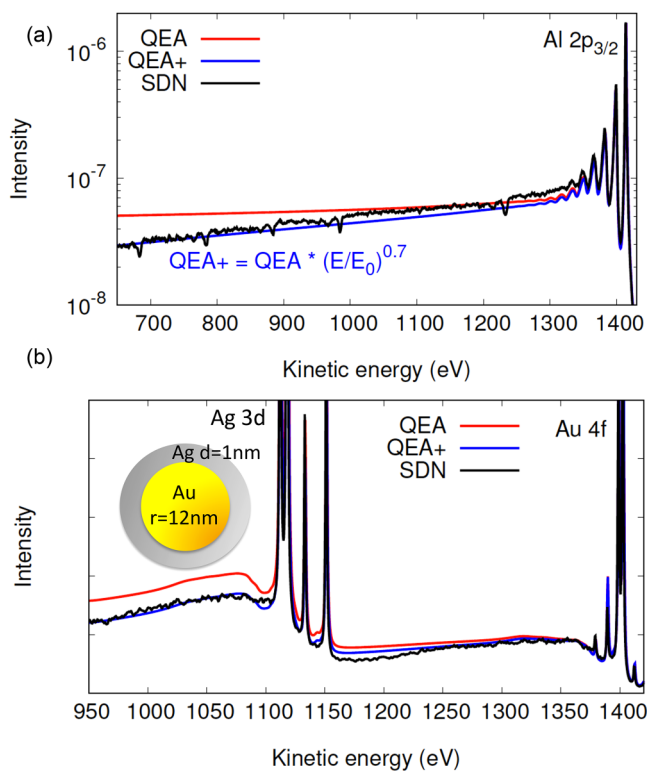 (a)
QEA
QEA+
SDN
Al 2p3/2
10^-6
10^-7
10^-8
Intensity
QEA+ = QEA * (E/E0)^0.7
700 800 900 1000 1100 1200 1300 1400
Kinetic energy (eV)
(b)
Ag 3d
QEA
QEA+
SDN
Au 4f
Ag d=1nm
Au
r=12nm
Intensity
950 1000 1050 1100 1150 1200 1250 1300 1350 1400
Kinetic energy (eV)